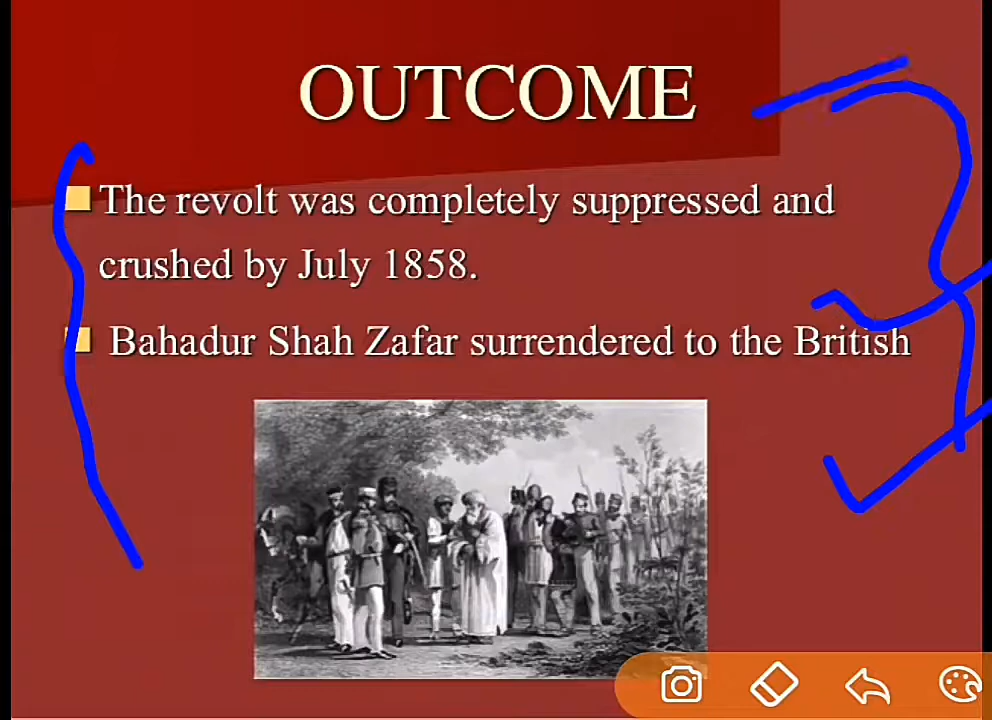 OUTCOME
The revolt was completely suppressed and
crushed by July 1858.
Bahadur Shah Zafar surrendered to the British